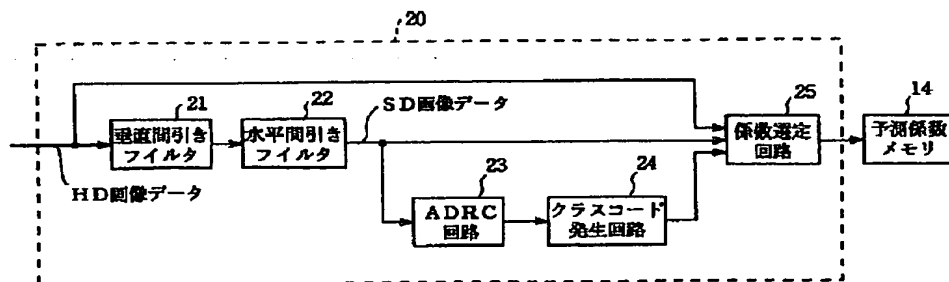 20
21
垂直間引き
フイルタ
22
水平間引き
フイルタ
SD画像データ
HD画像データ
23
ADRC
回路
24
クラスコード
発生回路
25
係数選定
回路
14
予測係数
メモリ